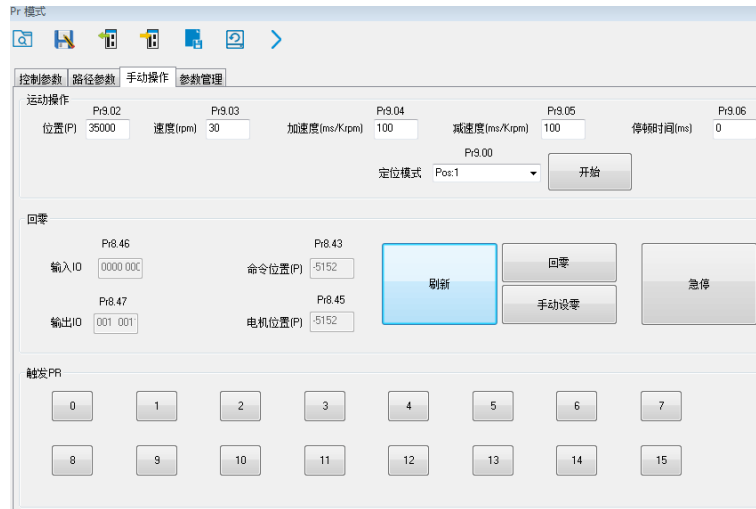 Pr 模式
控制参数 路径参数 手动操作 参数管理
运动操作
Pr9.02 Pr9.03 Pr9.04 Pr9.05 Pr9.06
位置(P) 35000 速度(rpm) 30 加速度(ms/Krpm) 100 减速度(ms/Krpm) 100 停顿时间(ms) 0
Pr9.00
定位模式 Pos:1 开始
回零
Pr8.46 Pr8.43
输入IO 0000 000 命令位置(P) -5152 刷新 回零 急停
Pr8.47 Pr8.45
输出IO 001 001 电机位置(P) -5152 手动设零
触发PR
0 1 2 3 4 5 6 7
8 9 10 11 12 13 14 15